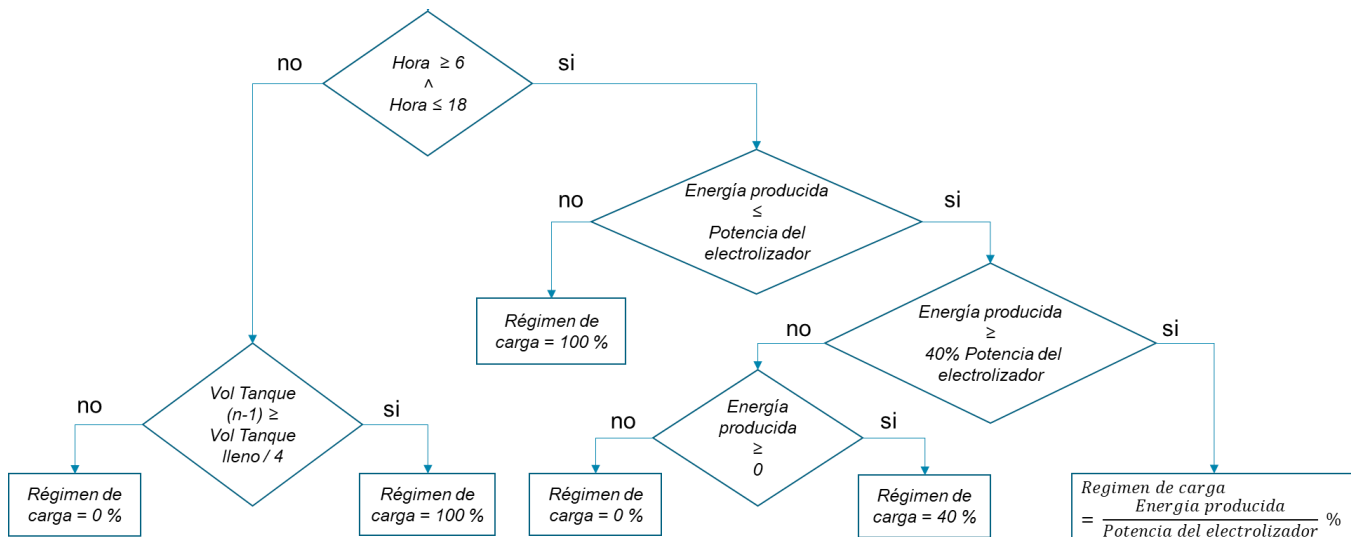 Hora ≥ 6
^
Hora ≤ 18
no
si
Energía producida
≤
Potencia del
electrolizador
no
si
Régimen de
carga = 100 %
Energía producida
≥
40% Potencia del
electrolizador
no
si
Vol Tanque
(n-1) ≥
Vol Tanque
lleno / 4
no
si
Energía
producida
≥
0
no
si
Régimen de
carga = 0 %
Régimen de
carga = 100 %
Régimen de
carga = 0 %
Régimen de
carga = 40 %
Regimen de carga
= Energia producida / Potencia del electrolizador %